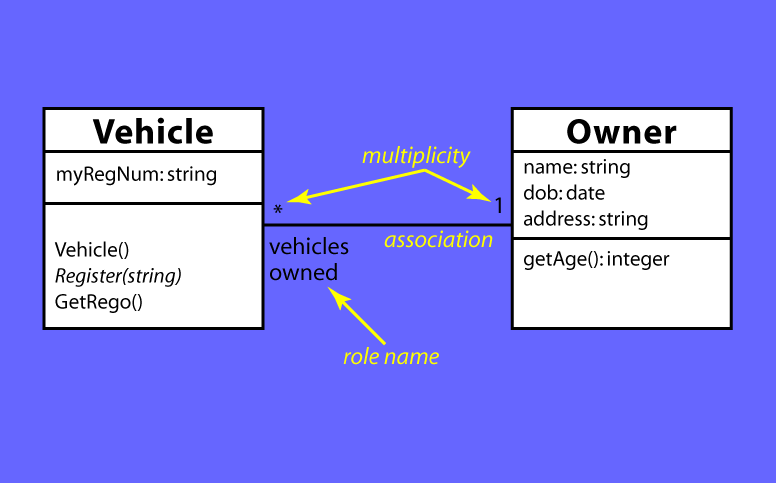 Vehicle
myRegNum: string
Vehicle()
Register(string)
GetRego()
multiplicity
*
1
association
vehicles
owned
role name
Owner
name: string
dob: date
address: string
getAge(): integer